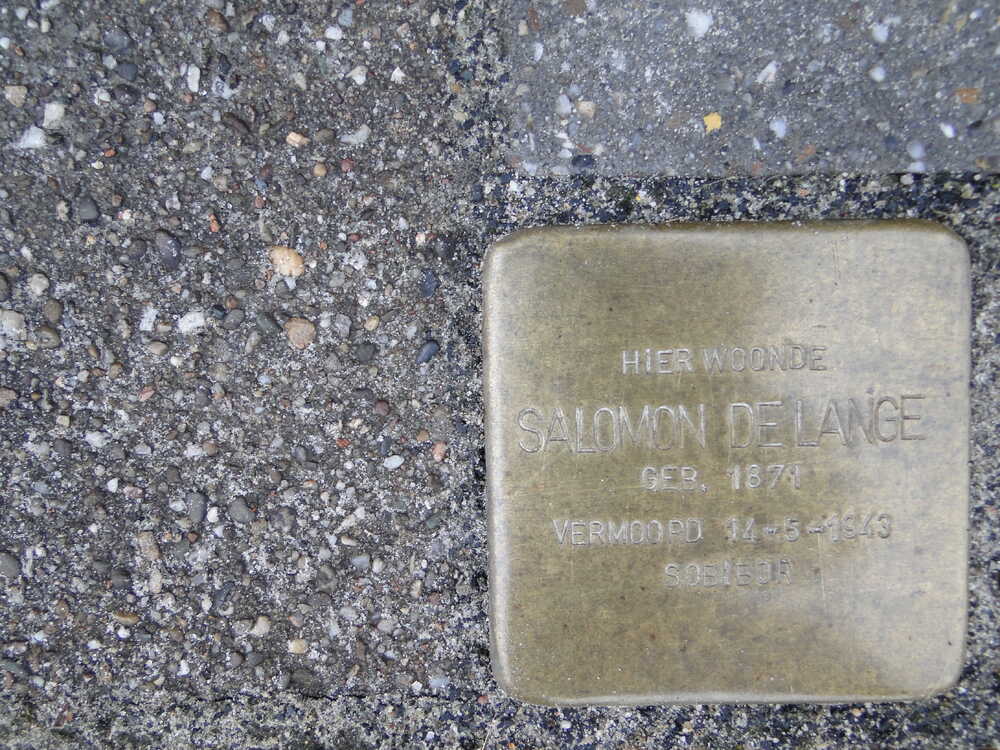 HIER WOONDE
SALOMON DE LANGE
GEB. 1871
VERMOORD 14-5-1943
SOBIBOR